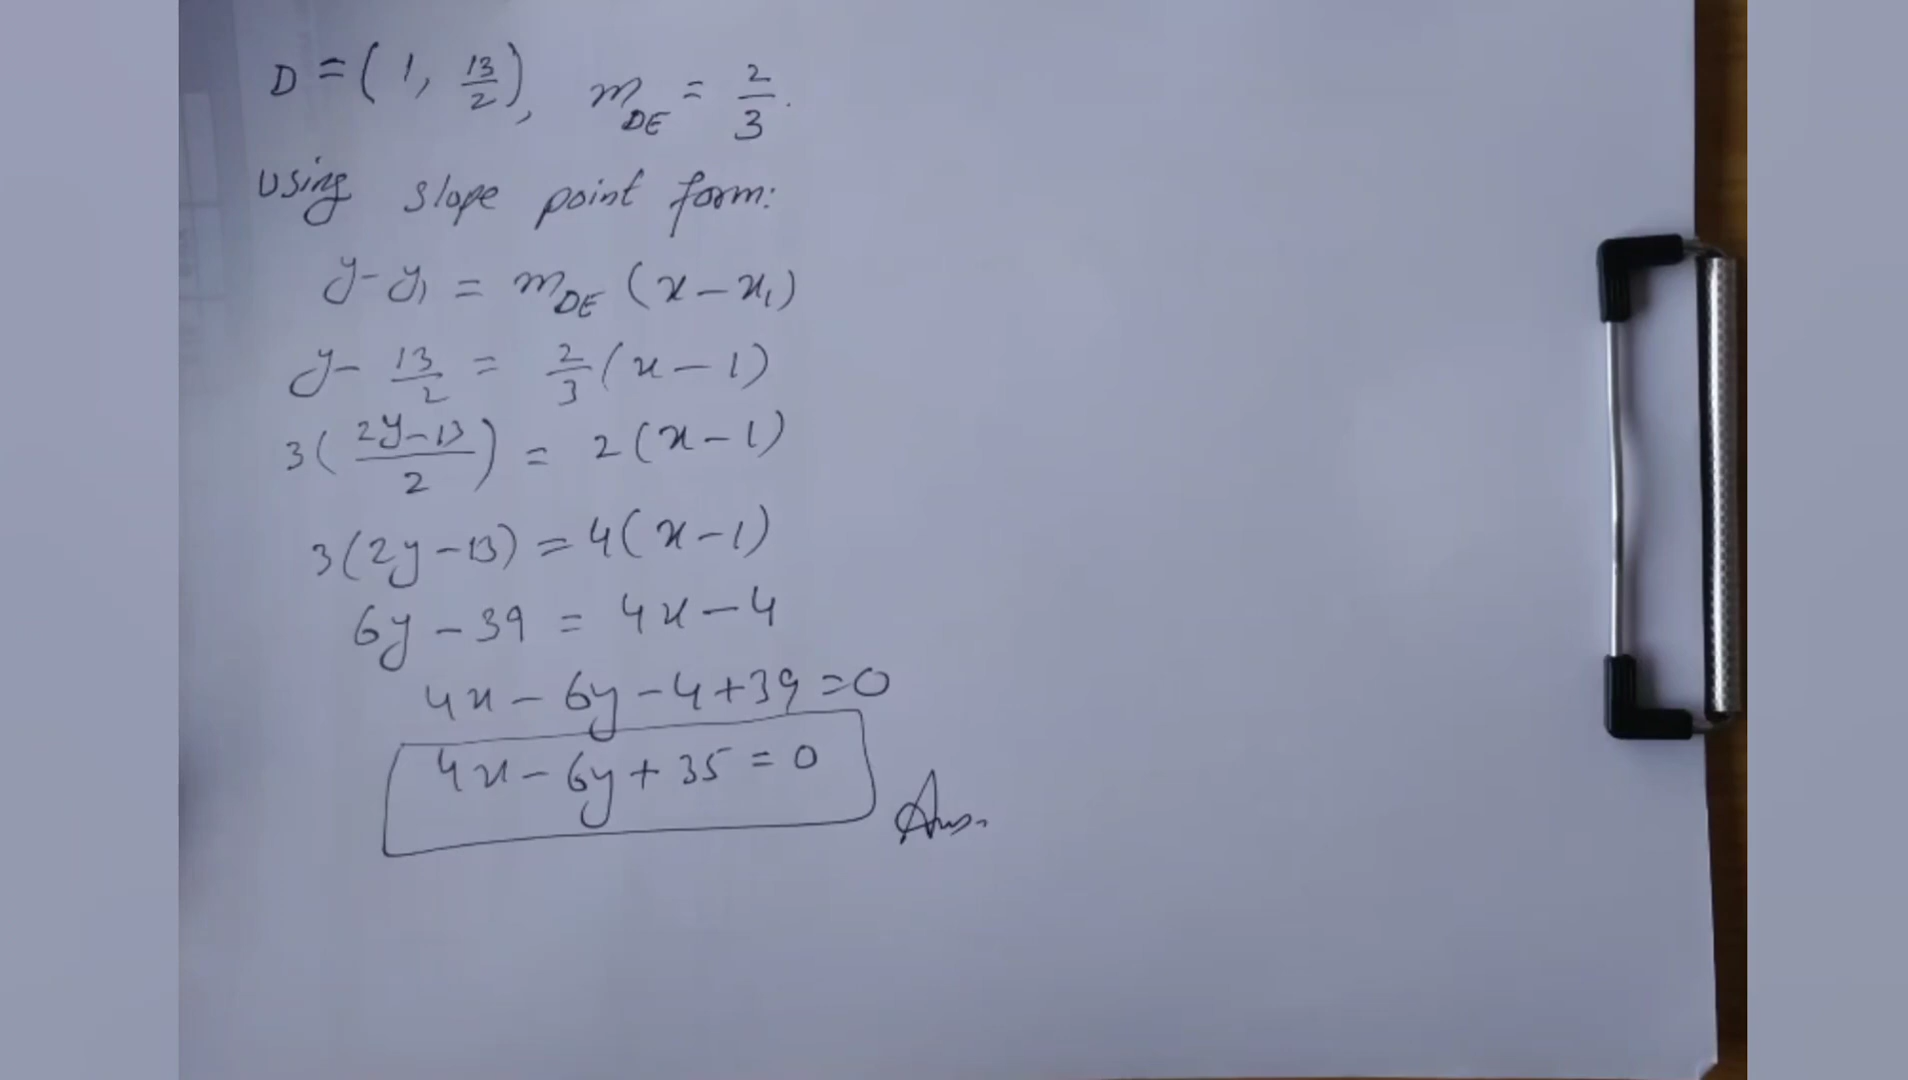 D = (1, 13/2), m_DE = 2/3.
Using slope point form:
y - y₁ = m_DE (x - x₁)
y - 13/2 = 2/3 (x - 1)
3((2y - 13)/2) = 2(x - 1)
3(2y - 13) = 4(x - 1)
6y - 39 = 4x - 4
4x - 6y - 4 + 39 = 0
4x - 6y + 35 = 0
Ans.